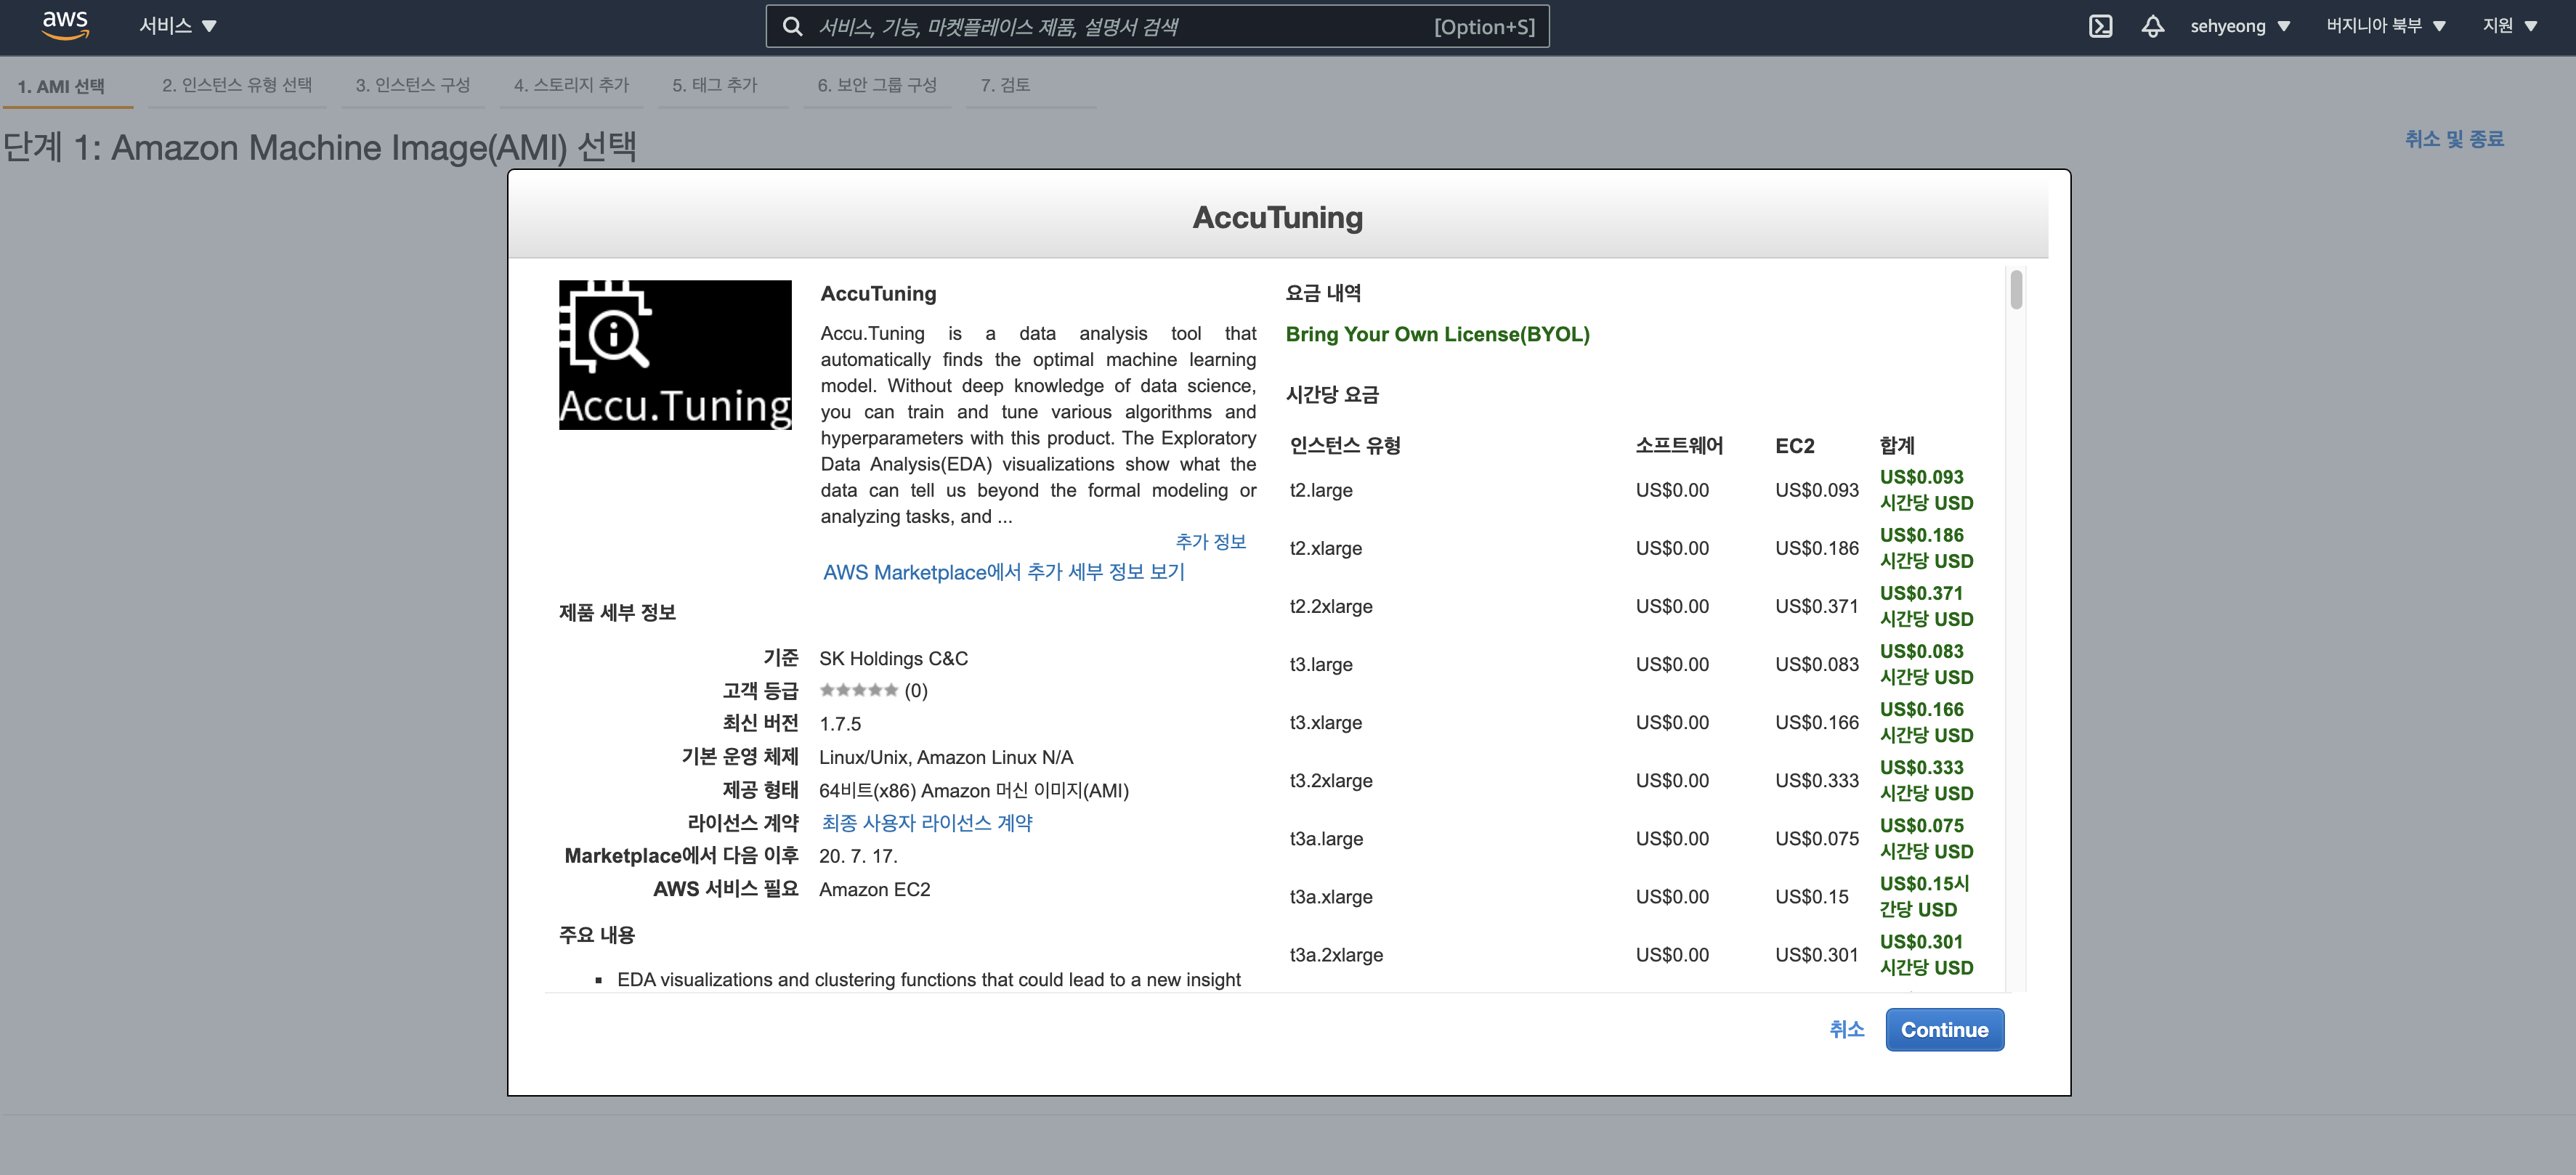 aws
서비스
서비스, 기능, 마켓플레이스 제품, 설명서 검색
[Option+S]
sehyeong
버지니아 북부
지원
1. AMI 선택
2. 인스턴스 유형 선택
3. 인스턴스 구성
4. 스토리지 추가
5. 태그 추가
6. 보안 그룹 구성
7. 검토
단계 1: Amazon Machine Image(AMI) 선택
취소 및 종료
AccuTuning
Accu.Tuning
AccuTuning
Accu.Tuning is a data analysis tool that
automatically finds the optimal machine learning
model. Without deep knowledge of data science,
you can train and tune various algorithms and
hyperparameters with this product. The Exploratory
Data Analysis(EDA) visualizations show what the
data can tell us beyond the formal modeling or
analyzing tasks, and ...
추가 정보
AWS Marketplace에서 추가 세부 정보 보기
제품 세부 정보
기준 SK Holdings C&C
고객 등급 (0)
최신 버전 1.7.5
기본 운영 체제 Linux/Unix, Amazon Linux N/A
제공 형태 64비트(x86) Amazon 머신 이미지(AMI)
라이선스 계약 최종 사용자 라이선스 계약
Marketplace에서 다음 이후 20. 7. 17.
AWS 서비스 필요 Amazon EC2
주요 내용
▪ EDA visualizations and clustering functions that could lead to a new insight
요금 내역
Bring Your Own License(BYOL)
시간당 요금
인스턴스 유형 소프트웨어 EC2 합계
t2.large US$0.00 US$0.093 US$0.093
시간당 USD
t2.xlarge US$0.00 US$0.186 US$0.186
시간당 USD
t2.2xlarge US$0.00 US$0.371 US$0.371
시간당 USD
t3.large US$0.00 US$0.083 US$0.083
시간당 USD
t3.xlarge US$0.00 US$0.166 US$0.166
시간당 USD
t3.2xlarge US$0.00 US$0.333 US$0.333
시간당 USD
t3a.large US$0.00 US$0.075 US$0.075
시간당 USD
t3a.xlarge US$0.00 US$0.15 US$0.15시
간당 USD
t3a.2xlarge US$0.00 US$0.301 US$0.301
시간당 USD
취소
Continue